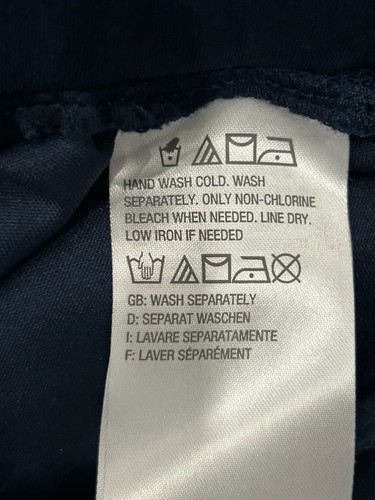 HAND WASH COLD. WASH
SEPARATELY. ONLY NON-CHLORINE
BLEACH WHEN NEEDED. LINE DRY.
LOW IRON IF NEEDED
GB: WASH SEPARATELY
D: SEPARAT WASCHEN
I: LAVARE SEPARATAMENTE
F: LAVER SÉPARÉMENT